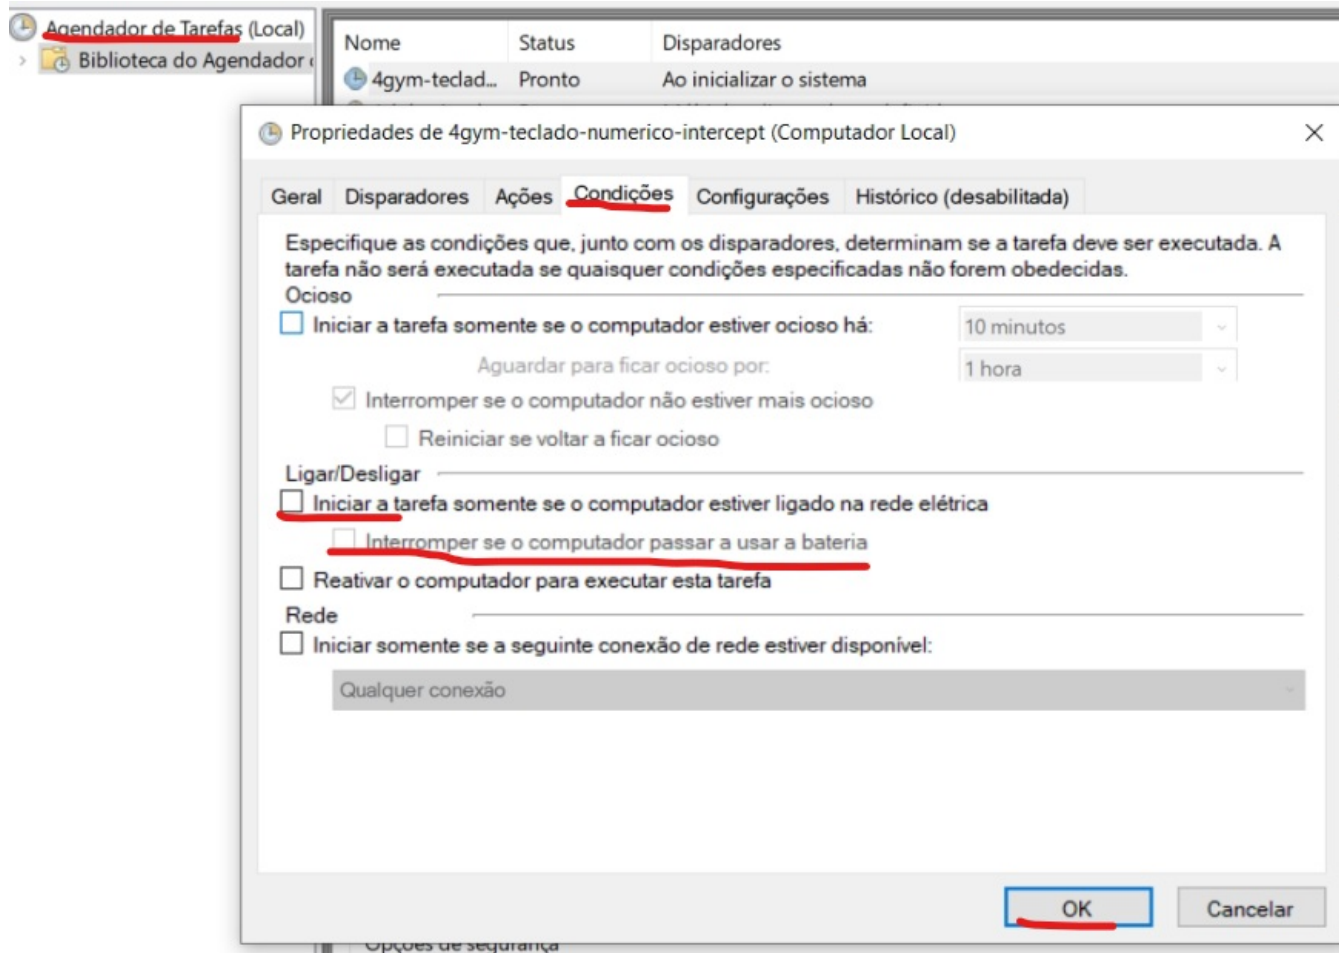 Agendador de Tarefas (Local)
Biblioteca do Agendador
Nome Status Disparadores
4gym-teclad... Pronto Ao inicializar o sistema
Propriedades de 4gym-teclado-numerico-intercept (Computador Local)
Geral Disparadores Ações Condições Configurações Histórico (desabilitada)
Especifique as condições que, junto com os disparadores, determinam se a tarefa deve ser executada. A
tarefa não será executada se quaisquer condições especificadas não forem obedecidas.
Ocioso
Iniciar a tarefa somente se o computador estiver ocioso há: 10 minutos
Aguardar para ficar ocioso por: 1 hora
Interromper se o computador não estiver mais ocioso
Reiniciar se voltar a ficar ocioso
Ligar/Desligar
Iniciar a tarefa somente se o computador estiver ligado na rede elétrica
Interromper se o computador passar a usar a bateria
Reativar o computador para executar esta tarefa
Rede
Iniciar somente se a seguinte conexão de rede estiver disponível:
Qualquer conexão
OK Cancelar
Opções de segurança